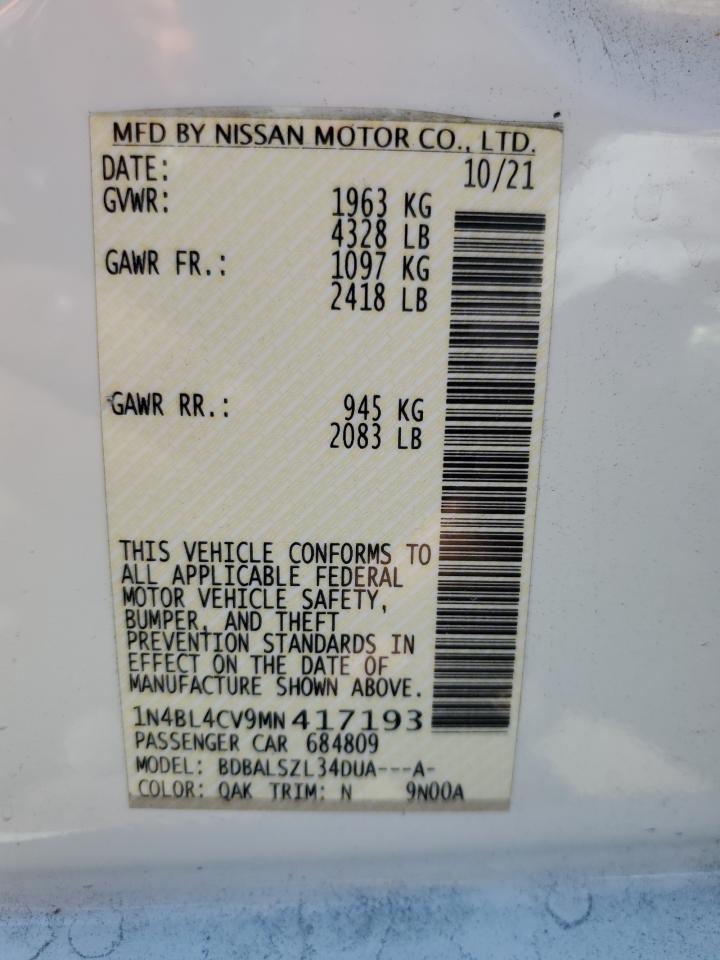 MFD BY NISSAN MOTOR CO., LTD.
DATE: 10/21
GVWR: 1963 KG
4328 LB
GAWR FR.: 1097 KG
2418 LB
GAWR RR.: 945 KG
2083 LB
THIS VEHICLE CONFORMS TO
ALL APPLICABLE FEDERAL
MOTOR VEHICLE SAFETY,
BUMPER, AND THEFT
PREVENTION STANDARDS IN
EFFECT ON THE DATE OF
MANUFACTURE SHOWN ABOVE.
1N4BL4CV9MN417193
PASSENGER CAR 684809
MODEL: BDBALSZL34DUA---A-
COLOR: QAK TRIM: N 9N00A